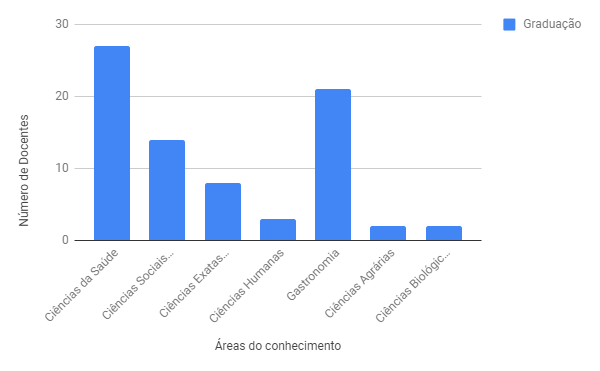 Graduação
Número de Docentes
30
20
10
0
Ciências da Saúde
Ciências Sociais...
Ciências Exatas...
Ciências Humanas
Gastronomia
Ciências Agrárias
Ciências Biológic...
Áreas do conhecimento